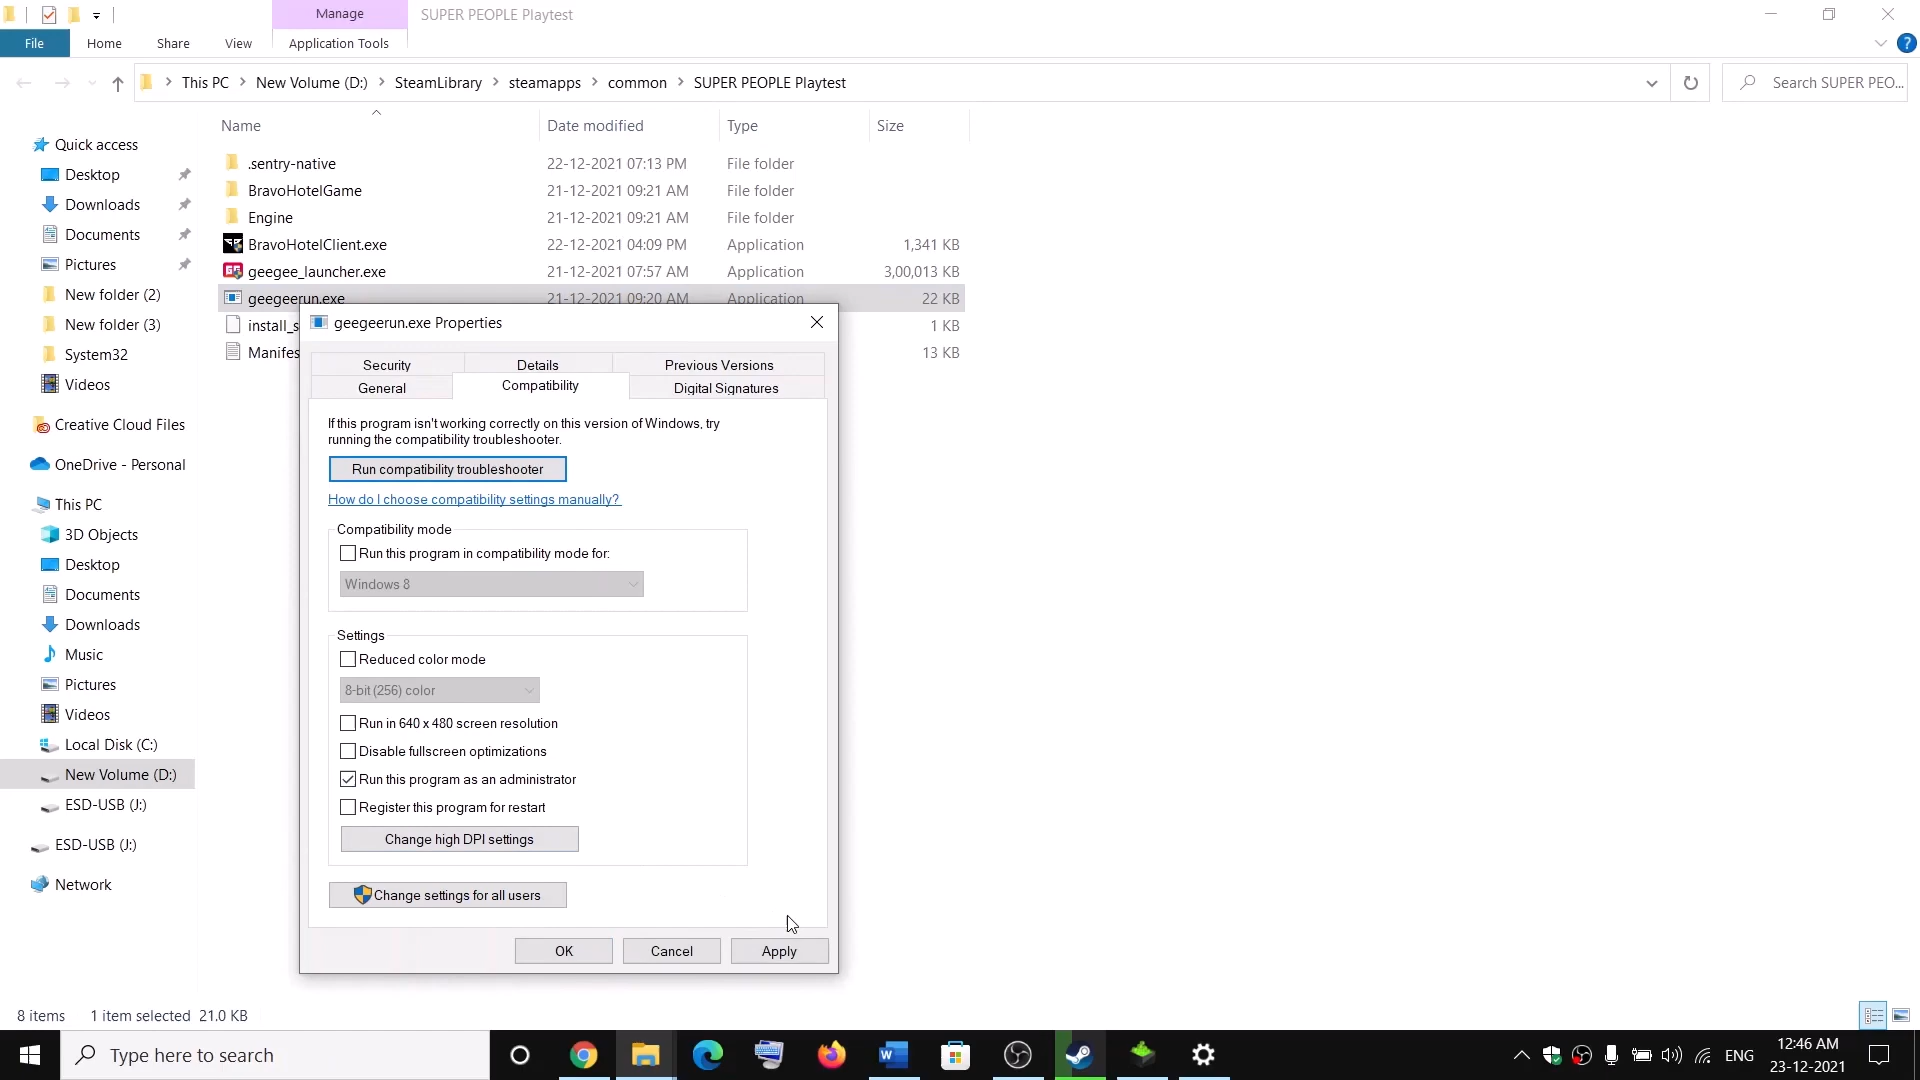 Manage
SUPER PEOPLE Playtest
File
Home
Share
View
Application Tools
This PC
New Volume (D:)
SteamLibrary
steamapps
common
SUPER PEOPLE Playtest
Search SUPER PEO...
Name
Date modified
Type
Size
Quick access
Desktop
Downloads
Documents
Pictures
New folder (2)
New folder (3)
System32
Videos
Creative Cloud Files
OneDrive - Personal
This PC
3D Objects
Desktop
Documents
Downloads
Music
Pictures
Videos
Local Disk (C:)
New Volume (D:)
ESD-USB (J:)
ESD-USB (J:)
Network
.sentry-native 22-12-2021 07:13 PM File folder
BravoHotelGame 21-12-2021 09:21 AM File folder
Engine 21-12-2021 09:21 AM File folder
BravoHotelClient.exe 22-12-2021 04:09 PM Application 1,341 KB
geegee_launcher.exe 21-12-2021 07:57 AM Application 3,00,013 KB
geegeerun.exe 21-12-2021 09:20 AM Application 22 KB
install_s 1 KB
Manifes 13 KB
geegeerun.exe Properties
Security
Details
Previous Versions
General
Compatibility
Digital Signatures
If this program isn't working correctly on this version of Windows, try
running the compatibility troubleshooter.
Run compatibility troubleshooter
How do I choose compatibility settings manually?
Compatibility mode
Run this program in compatibility mode for:
Windows 8
Settings
Reduced color mode
8-bit (256) color
Run in 640 x 480 screen resolution
Disable fullscreen optimizations
Run this program as an administrator
Register this program for restart
Change high DPI settings
Change settings for all users
OK
Cancel
Apply
8 items
1 item selected 21.0 KB
Type here to search
ENG
12:46 AM
23-12-2021